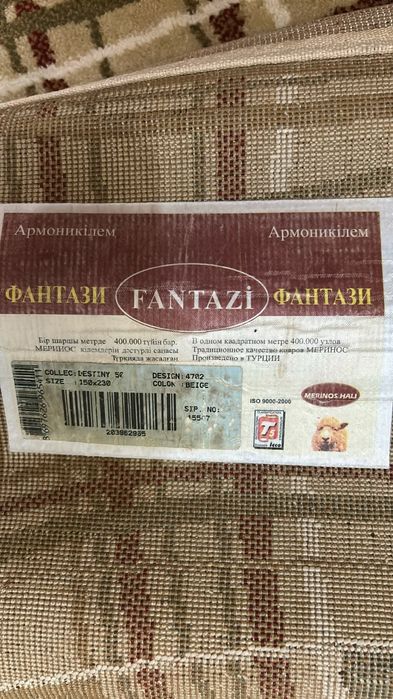 Армоникілем Армоникілем
ФАНТАЗИ FANTAZİ ФАНТАЗИ
Бір шаршы метрде 400.000 түйін бар.
МЕРИНОС кілемдерін дәстүрлі сапасы
Түркияда жасалған
В одном квадратном метре 400.000 узлов
Традиционное качество ковров МЕРИНОС
Произведено в ТУРЦИИ
COLLEC: DESTINY 50 DESIGN: 4702
SIZE : 150x230 COLOR : BEIGE
SIP. NO:
203962935
ISO 9000-2000
MERINOS HALI